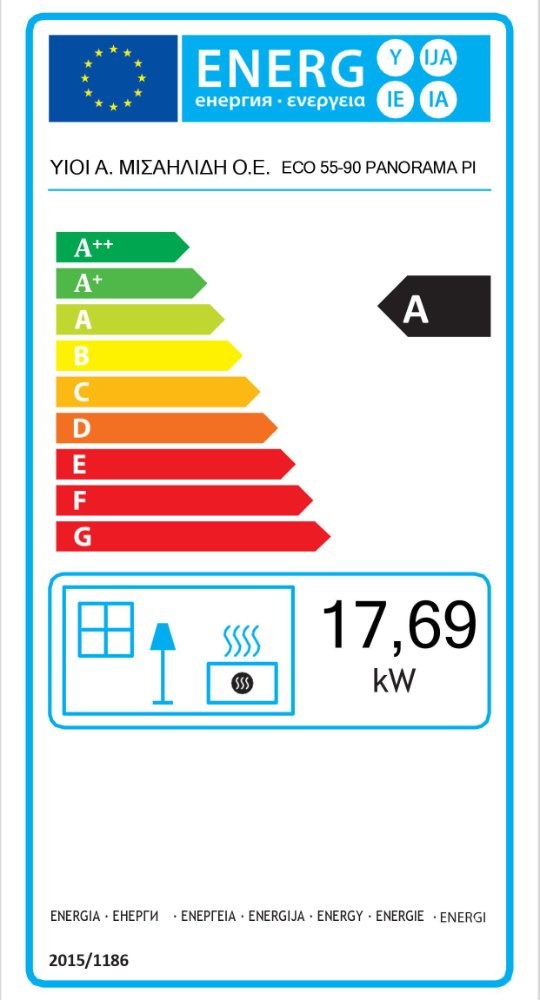 ENERG Y IJA
енергия · ενεργεια IE IA
ΥΙΟΙ Α. ΜΙΣΑΗΛΙΔΗ Ο.Ε. ECO 55-90 PANORAMA PI
A++
A+
A
A
B
C
D
E
F
G
17,69
kW
ENERGIA · ЕНЕРГИ · ΕΝΕΡΓΕΙΑ · ENERGIJA · ENERGY · ENERGIE · ENERGI
2015/1186